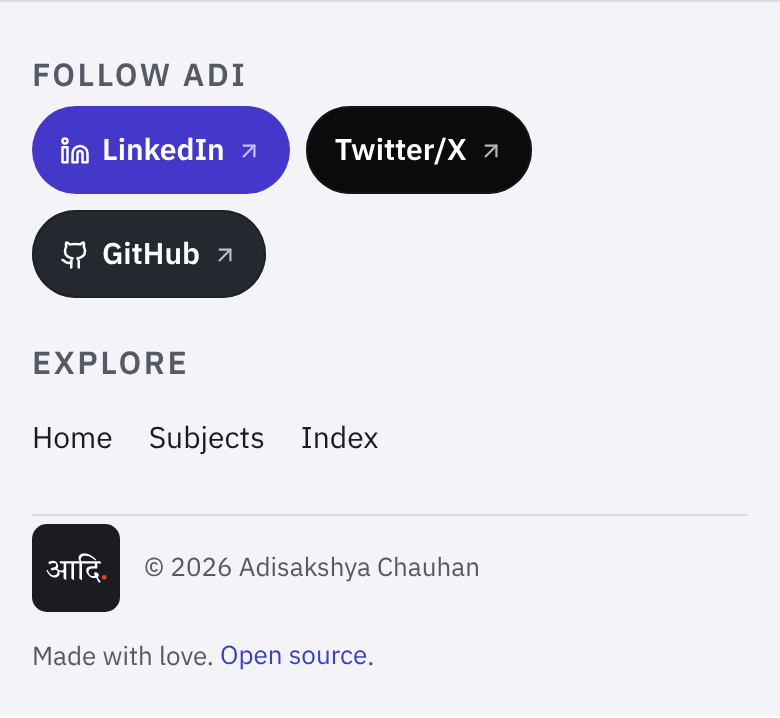 FOLLOW ADI
LinkedIn ↗ Twitter/X ↗
GitHub ↗
EXPLORE
Home Subjects Index
आदि. © 2026 Adisakshya Chauhan
Made with love. Open source.